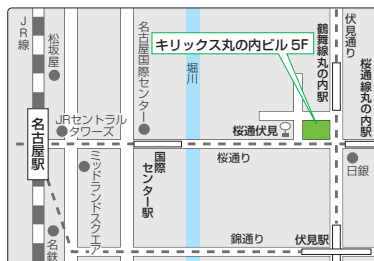 JR線
松坂屋
名古屋国際センター
堀川
キリックス丸の内ビル 5F
鶴舞線丸の内駅
伏見通り
桜通線丸の内駅
JRセントラル
タワーズ
名古屋駅
桜通伏見
ミッドランドスクエア
国際
センター駅
桜通り
日銀
名鉄
錦通り
伏見駅